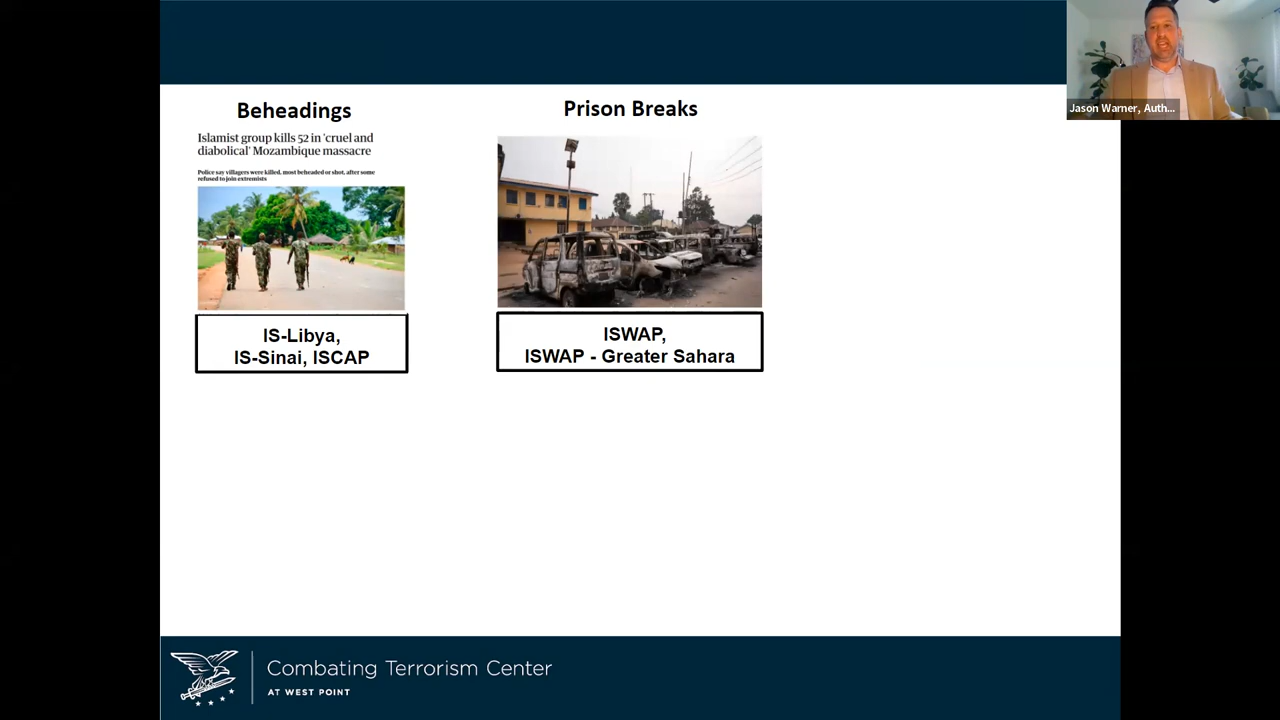 Beheadings
Islamist group kills 52 in 'cruel and
diabolical' Mozambique massacre
Police say villagers were killed, most beheaded or shot, after some
refused to join extremists
IS-Libya,
IS-Sinai, ISCAP
Prison Breaks
ISWAP,
ISWAP - Greater Sahara
Jason Warner, Auth...
Combating Terrorism Center
AT WEST POINT